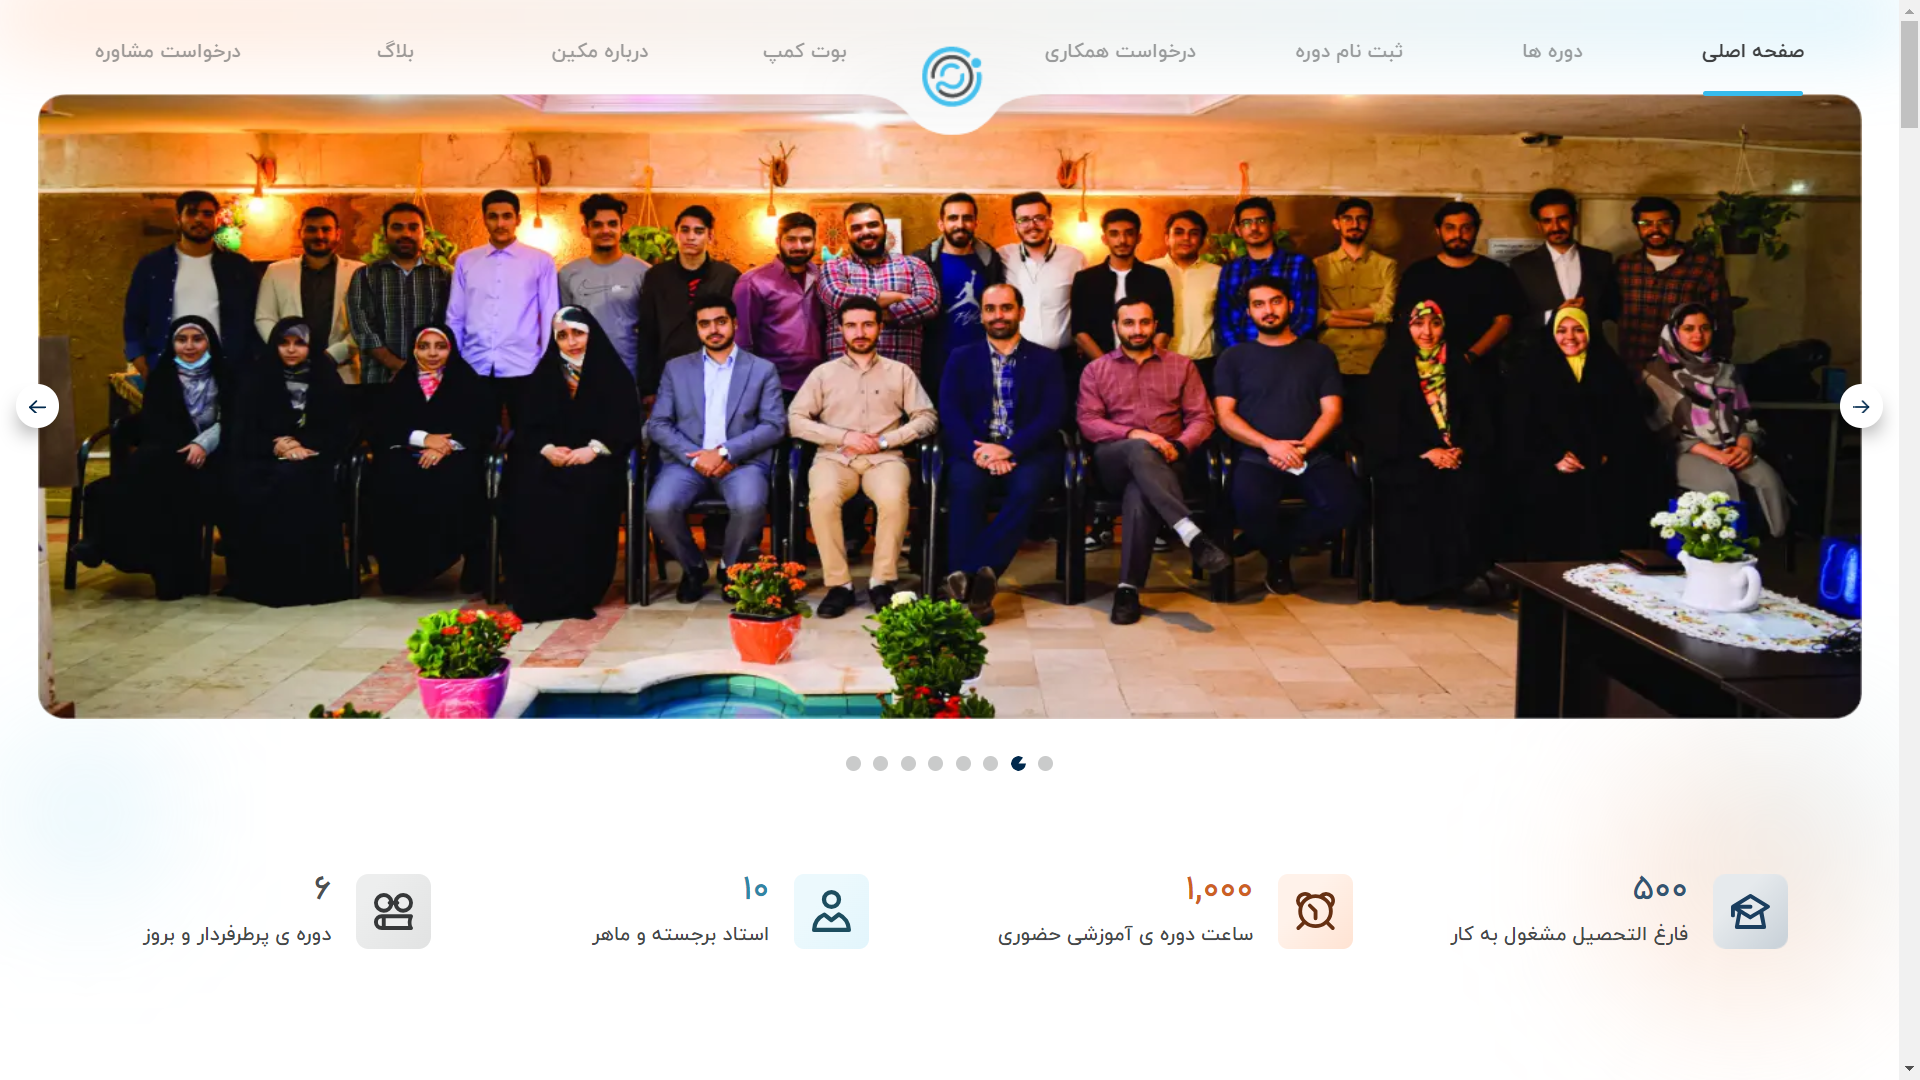 صفحه اصلی
دوره ها
ثبت نام دوره
درخواست همکاری
بوت کمپ
درباره مکین
بلاگ
درخواست مشاوره
۵۰۰
فارغ التحصیل مشغول به کار
۱,۰۰۰
ساعت دوره ی آموزشی حضوری
۱۰
استاد برجسته و ماهر
۶
دوره ی پرطرفردار و بروز